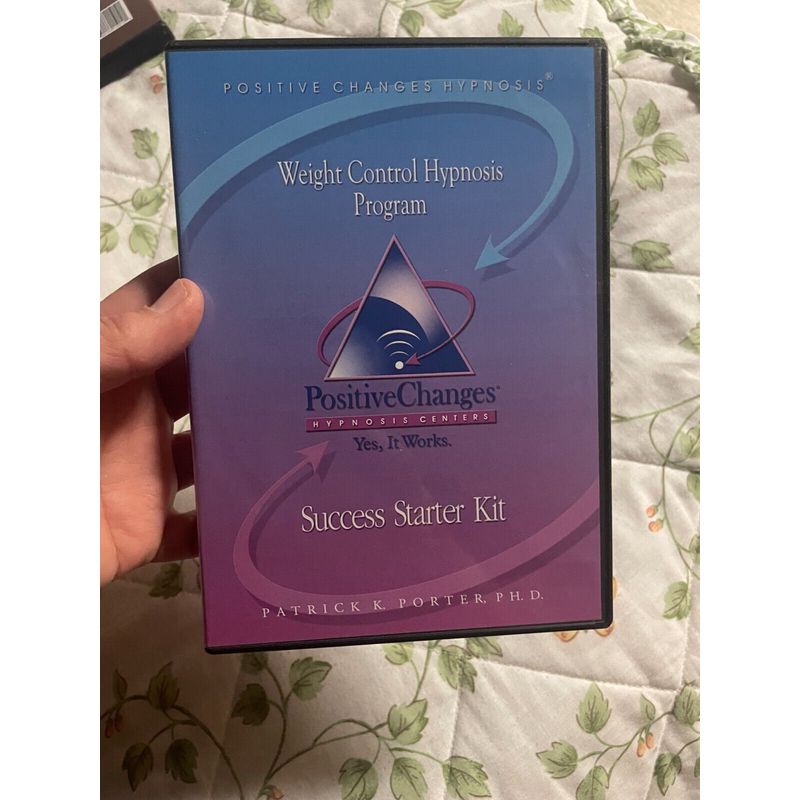 POSITIVE CHANGES HYPNOSIS®
Weight Control Hypnosis
Program
PositiveChanges®
HYPNOSIS CENTERS
Yes, It Works.
Success Starter Kit
PATRICK K. PORTER, PH.D.